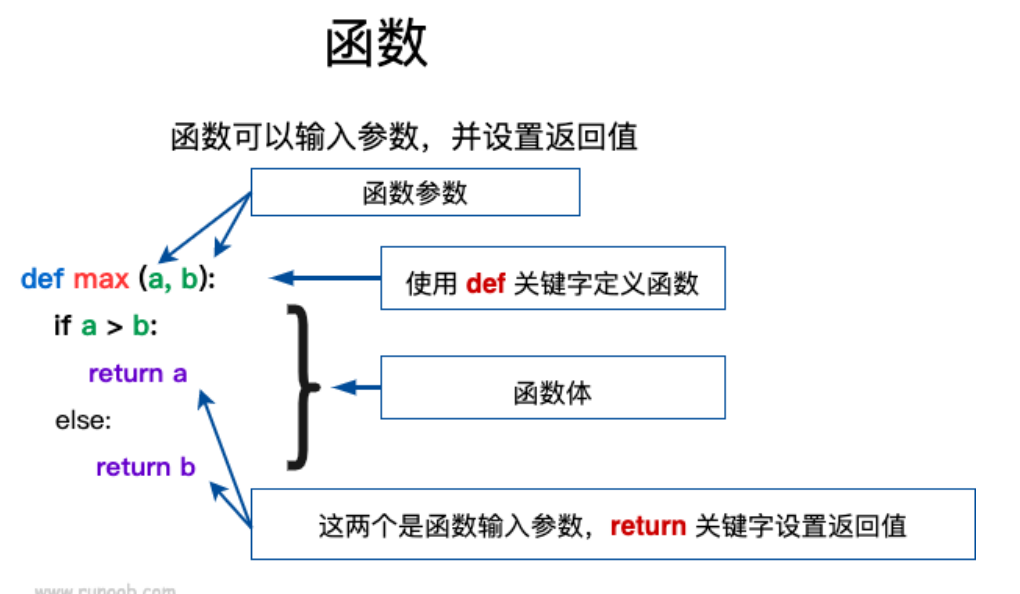 函数
函数可以输入参数，并设置返回值
函数参数
def max (a, b):
使用 def 关键字定义函数
if a > b:
return a
函数体
else:
return b
这两个是函数输入参数，return 关键字设置返回值
www.runoob.com